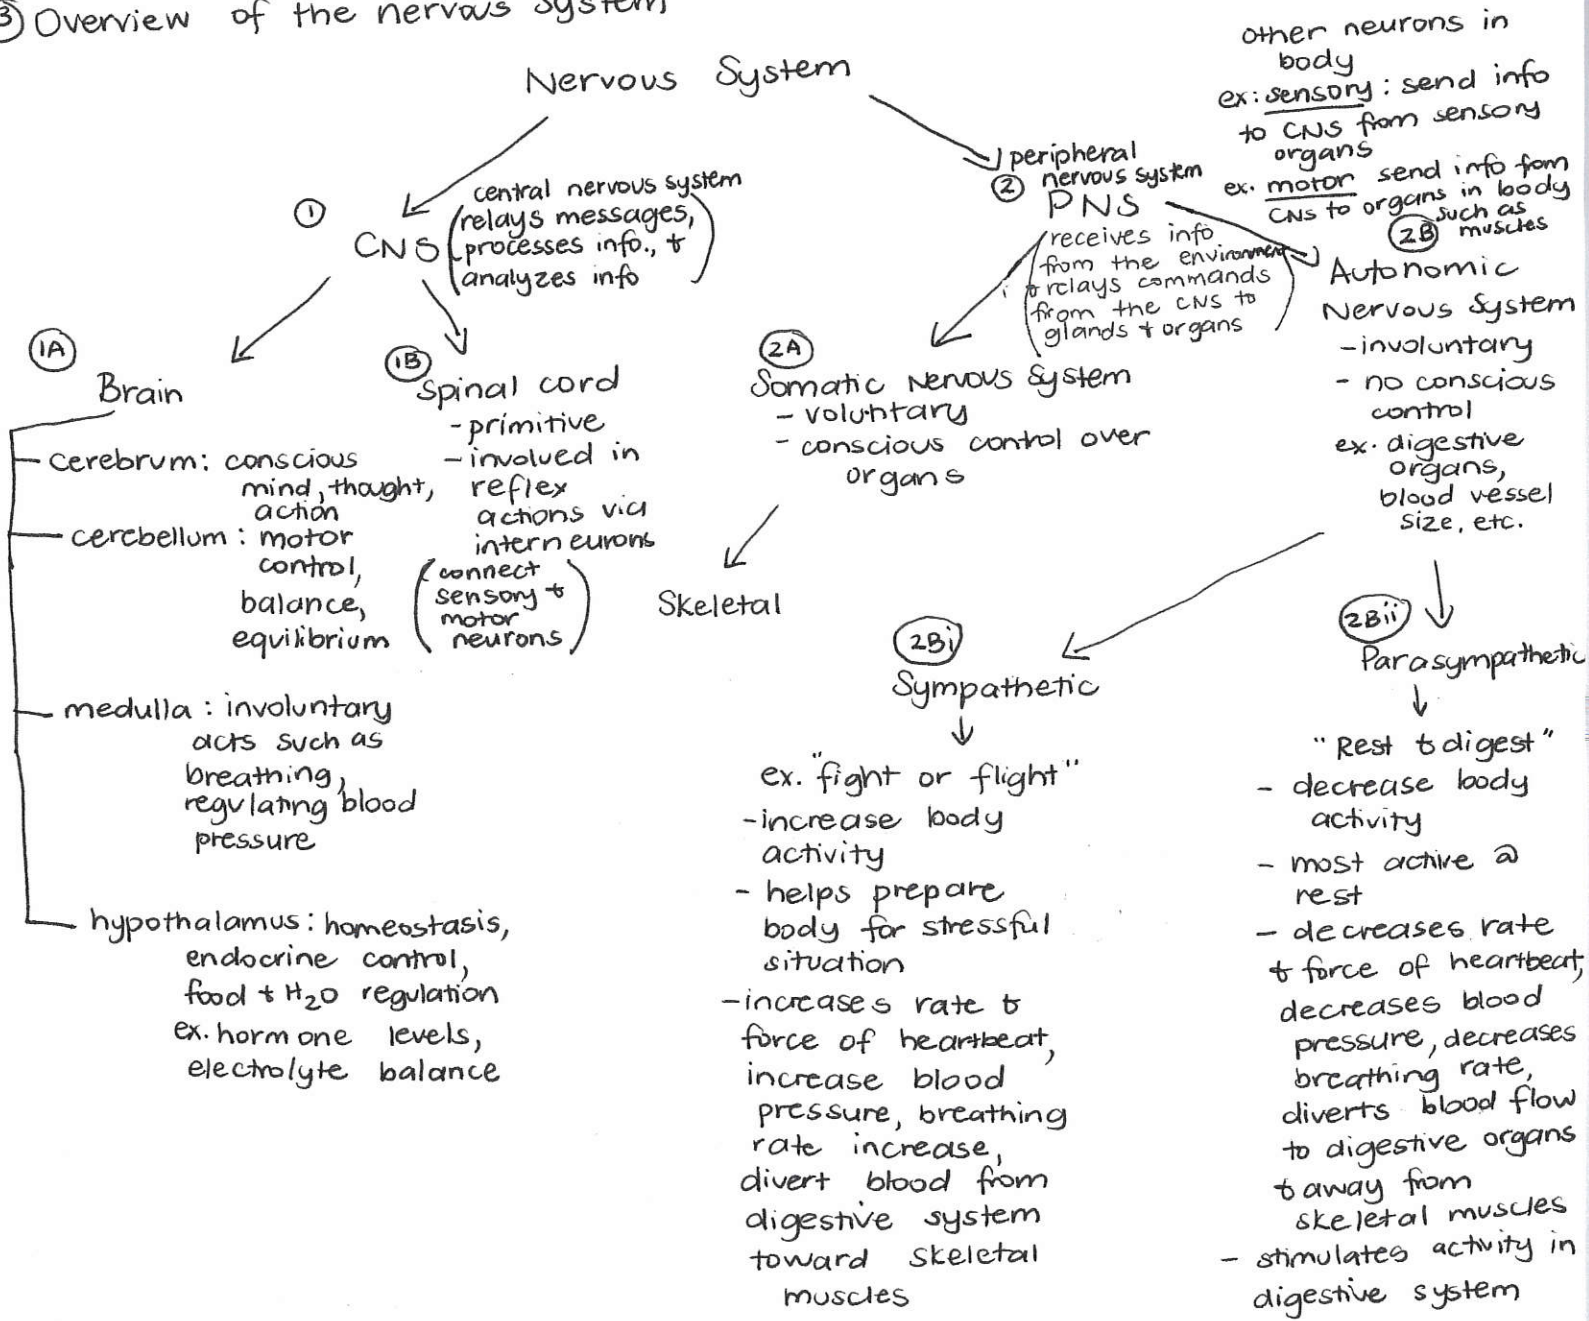 ③ Overview of the nervous system
Nervous System
other neurons in
body
ex: sensory: send info
to CNS from sensory
organs
ex. motor send info fom
CNS to organs in body
such as
muscles
①
CNS
central nervous system
(relays messages,
processes info., +
analyzes info)
1A
Brain
cerebrum: conscious
mind, thought,
action
cerebellum: motor
control,
balance,
equilibrium
medulla: involuntary
acts such as
breathing,
regulating blood
pressure
hypothalamus: homeostasis,
endocrine control,
food + H₂O regulation
ex. hormone levels,
electrolyte balance
1B
Spinal cord
- primitive
- involved in
reflex
actions via
interneurons
(connect
sensory +
motor
neurons)
②
peripheral
nervous system
PNS
(receives info
from the environment
+ relays commands
from the CNS to
glands + organs)
2A
Somatic Nervous System
- voluntary
- conscious control over
organs
Skeletal
2B
Autonomic
Nervous System
- involuntary
- no conscious
control
ex. digestive
organs,
blood vessel
size, etc.
2Bi
Sympathetic
ex. "fight or flight"
- increase body
activity
- helps prepare
body for stressful
situation
- increases rate +
force of heartbeat,
increase blood
pressure, breathing
rate increase,
divert blood from
digestive system
toward skeletal
muscles
2Bii
Parasympathetic
"Rest + digest"
- decrease body
activity
- most active @
rest
- decreases rate
+ force of heartbeat,
decreases blood
pressure, decreases
breathing rate,
diverts blood flow
to digestive organs
+ away from
skeletal muscles
- stimulates activity in
digestive system